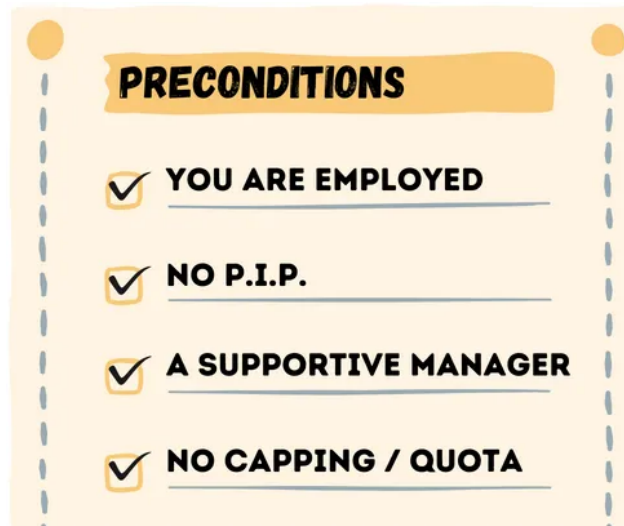 PRECONDITIONS
YOU ARE EMPLOYED
NO P.I.P.
A SUPPORTIVE MANAGER
NO CAPPING / QUOTA